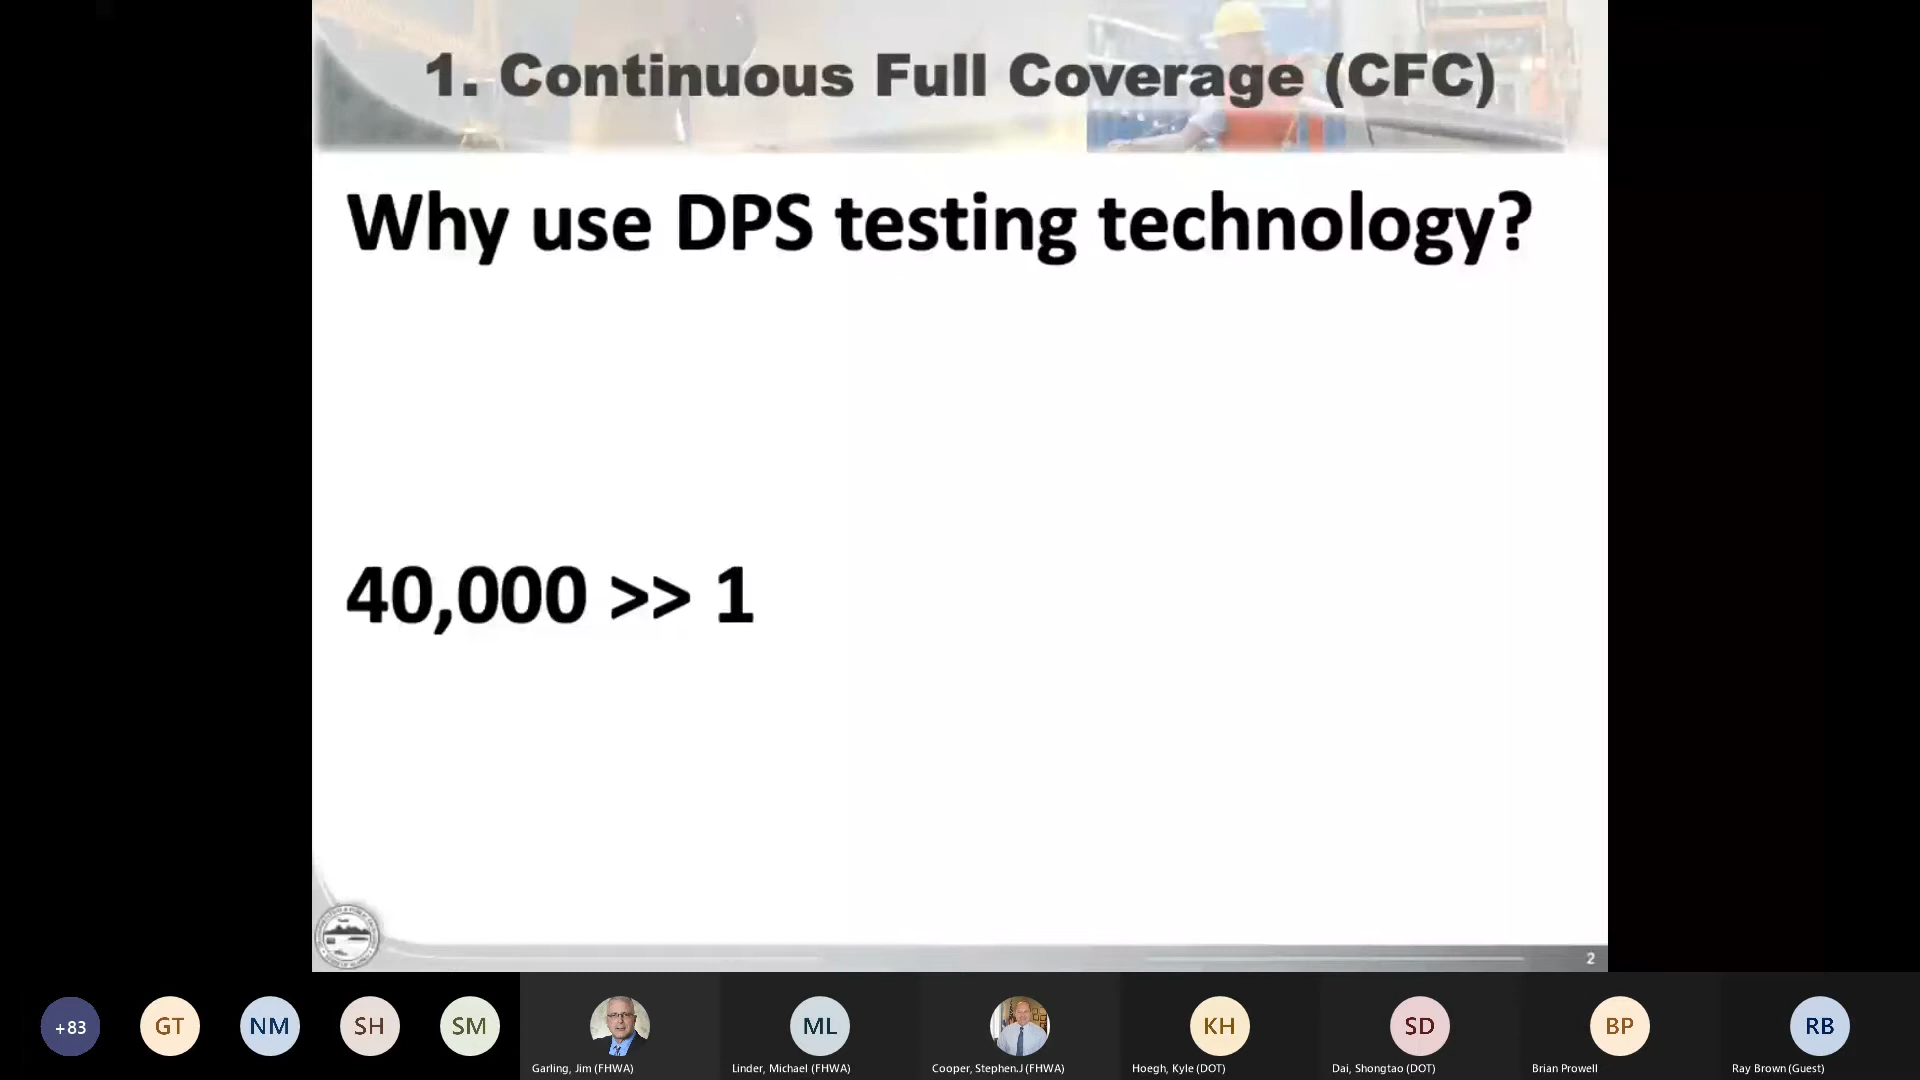 1. Continuous Full Coverage (CFC)
Why use DPS testing technology?
40,000 >> 1
2
+83
GT
NM
SH
SM
ML
KH
SD
BP
RB
Garling, Jim (FHWA)
Linder, Michael (FHWA)
Cooper, Stephen.J (FHWA)
Hoegh, Kyle (DOT)
Dai, Shongtao (DOT)
Brian Prowell
Ray Brown (Guest)